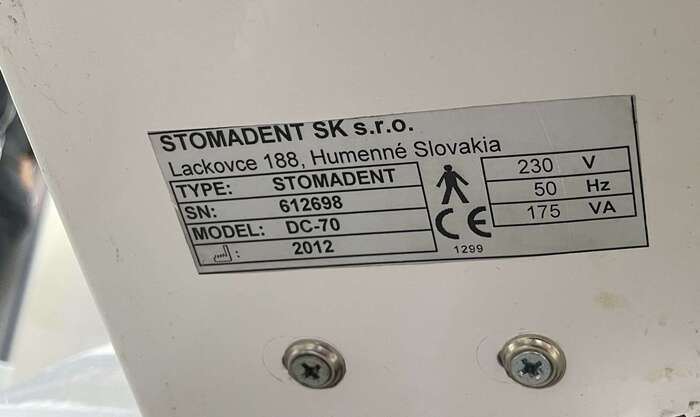 STOMADENT SK s.r.o.
Lackovce 188, Humenné Slovakia
TYPE: STOMADENT
SN: 612698
MODEL: DC-70
: 2012
CE
1299
230 V
50 Hz
175 VA